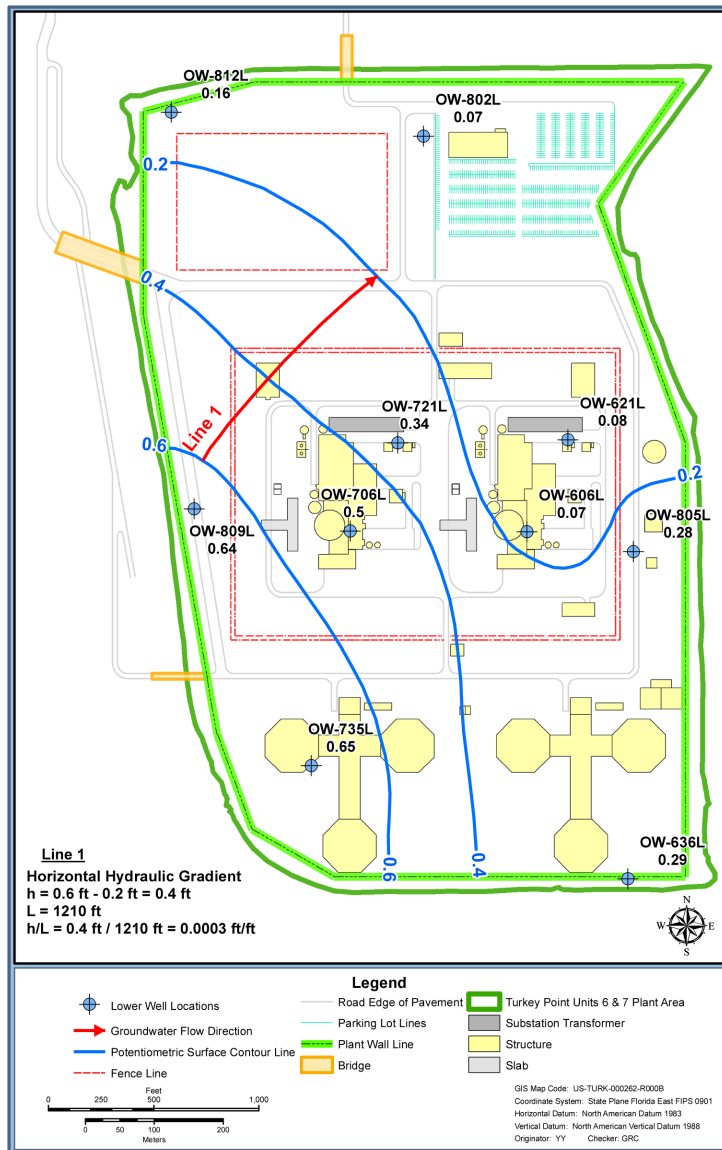 OW-812L
0.16
OW-802L
0.07
0.2
0.4
Line 1
OW-721L
0.34
OW-621L
0.08
0.6
0.2
OW-706L
0.5
OW-606L
0.07
OW-805L
0.28
OW-809L
0.64
OW-735L
0.65
OW-636L
0.29
0.6
0.4
Line 1
Horizontal Hydraulic Gradient
h = 0.6 ft - 0.2 ft = 0.4 ft
L = 1210 ft
h/L = 0.4 ft / 1210 ft = 0.0003 ft/ft
N
W E
S
Legend
Lower Well Locations
Groundwater Flow Direction
Potentiometric Surface Contour Line
Fence Line
Road Edge of Pavement
Parking Lot Lines
Plant Wall Line
Bridge
Turkey Point Units 6 & 7 Plant Area
Substation Transformer
Structure
Slab
Feet
0 250 500 1,000
0 50 100 200
Meters
GIS Map Code: US-TURK-000262-R000B
Coordinate System: State Plane Florida East FIPS 0901
Horizontal Datum: North American Datum 1983
Vertical Datum: North American Vertical Datum 1988
Originator: YY Checker: GRC